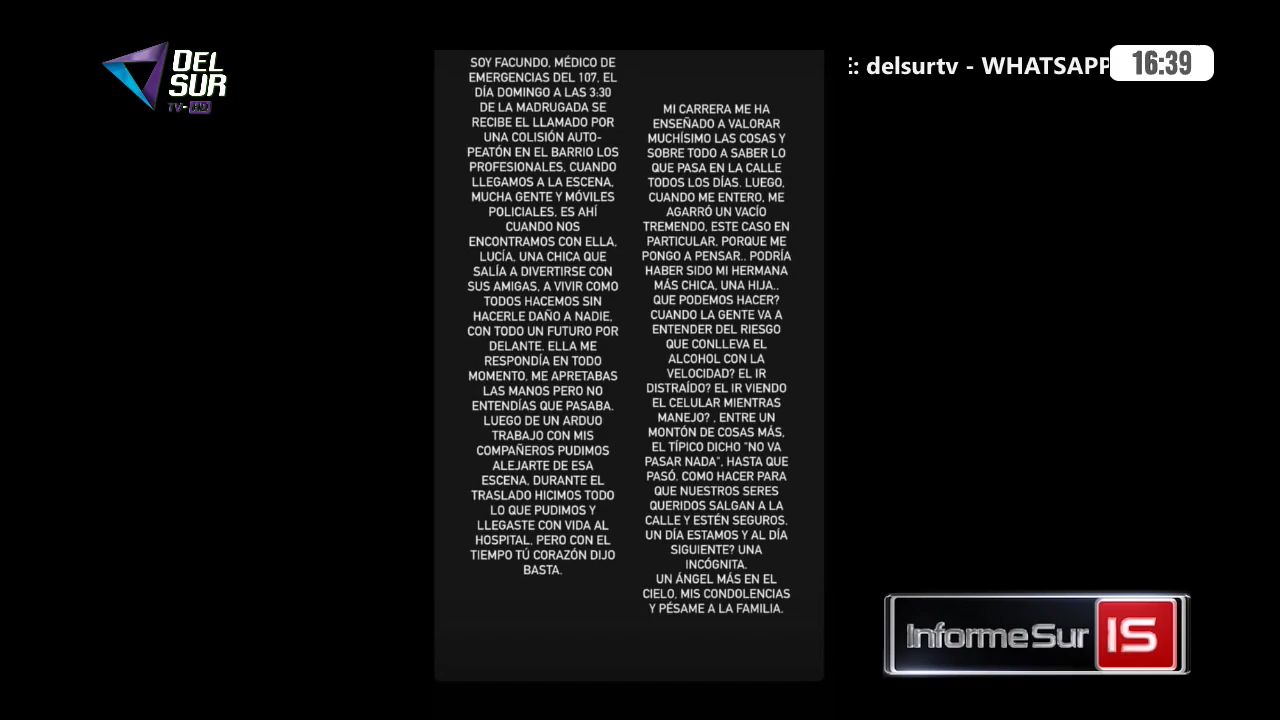 DEL
SUR
TV-HD
SOY FACUNDO, MÉDICO DE
EMERGENCIAS DEL 107, EL
DÍA DOMINGO A LAS 3:30
DE LA MADRUGADA SE
RECIBE EL LLAMADO POR
UNA COLISIÓN AUTO-
PEATÓN EN EL BARRIO LOS
PROFESIONALES, CUANDO
LLEGAMOS A LA ESCENA,
MUCHA GENTE Y MÓVILES
POLICIALES, ES AHÍ
CUANDO NOS
ENCONTRAMOS CON ELLA,
LUCÍA, UNA CHICA QUE
SALÍA A DIVERTIRSE CON
SUS AMIGAS, A VIVIR COMO
TODOS HACEMOS SIN
HACERLE DAÑO A NADIE,
CON TODO UN FUTURO POR
DELANTE. ELLA ME
RESPONDÍA EN TODO
MOMENTO, ME APRETABAS
LAS MANOS PERO NO
ENTENDÍAS QUE PASABA.
LUEGO DE UN ARDUO
TRABAJO CON MIS
COMPAÑEROS PUDIMOS
ALEJARTE DE ESA
ESCENA, DURANTE EL
TRASLADO HICIMOS TODO
LO QUE PUDIMOS Y
LLEGASTE CON VIDA AL
HOSPITAL, PERO CON EL
TIEMPO TÚ CORAZÓN DIJO
BASTA.
MI CARRERA ME HA
ENSEÑADO A VALORAR
MUCHÍSIMO LAS COSAS Y
SOBRE TODO A SABER LO
QUE PASA EN LA CALLE
TODOS LOS DÍAS. LUEGO,
CUANDO ME ENTERO, ME
AGARRÓ UN VACÍO
TREMENDO, ESTE CASO EN
PARTICULAR, PORQUE ME
PONGO A PENSAR.. PODRÍA
HABER SIDO MI HERMANA
MÁS CHICA, UNA HIJA..
QUE PODEMOS HACER?
CUANDO LA GENTE VA A
ENTENDER DEL RIESGO
QUE CONLLEVA EL
ALCOHOL CON LA
VELOCIDAD? EL IR
DISTRAÍDO? EL IR VIENDO
EL CELULAR MIENTRAS
MANEJO? , ENTRE UN
MONTÓN DE COSAS MÁS,
EL TÍPICO DICHO "NO VA
PASAR NADA", HASTA QUE
PASÓ. COMO HACER PARA
QUE NUESTROS SERES
QUERIDOS SALGAN A LA
CALLE Y ESTÉN SEGUROS.
UN DÍA ESTAMOS Y AL DÍA
SIGUIENTE? UNA
INCÓGNITA.
UN ÁNGEL MÁS EN EL
CIELO, MIS CONDOLENCIAS
Y PÉSAME A LA FAMILIA.
:: delsurtv - WHATSAPP
16:39
InformeSur IS